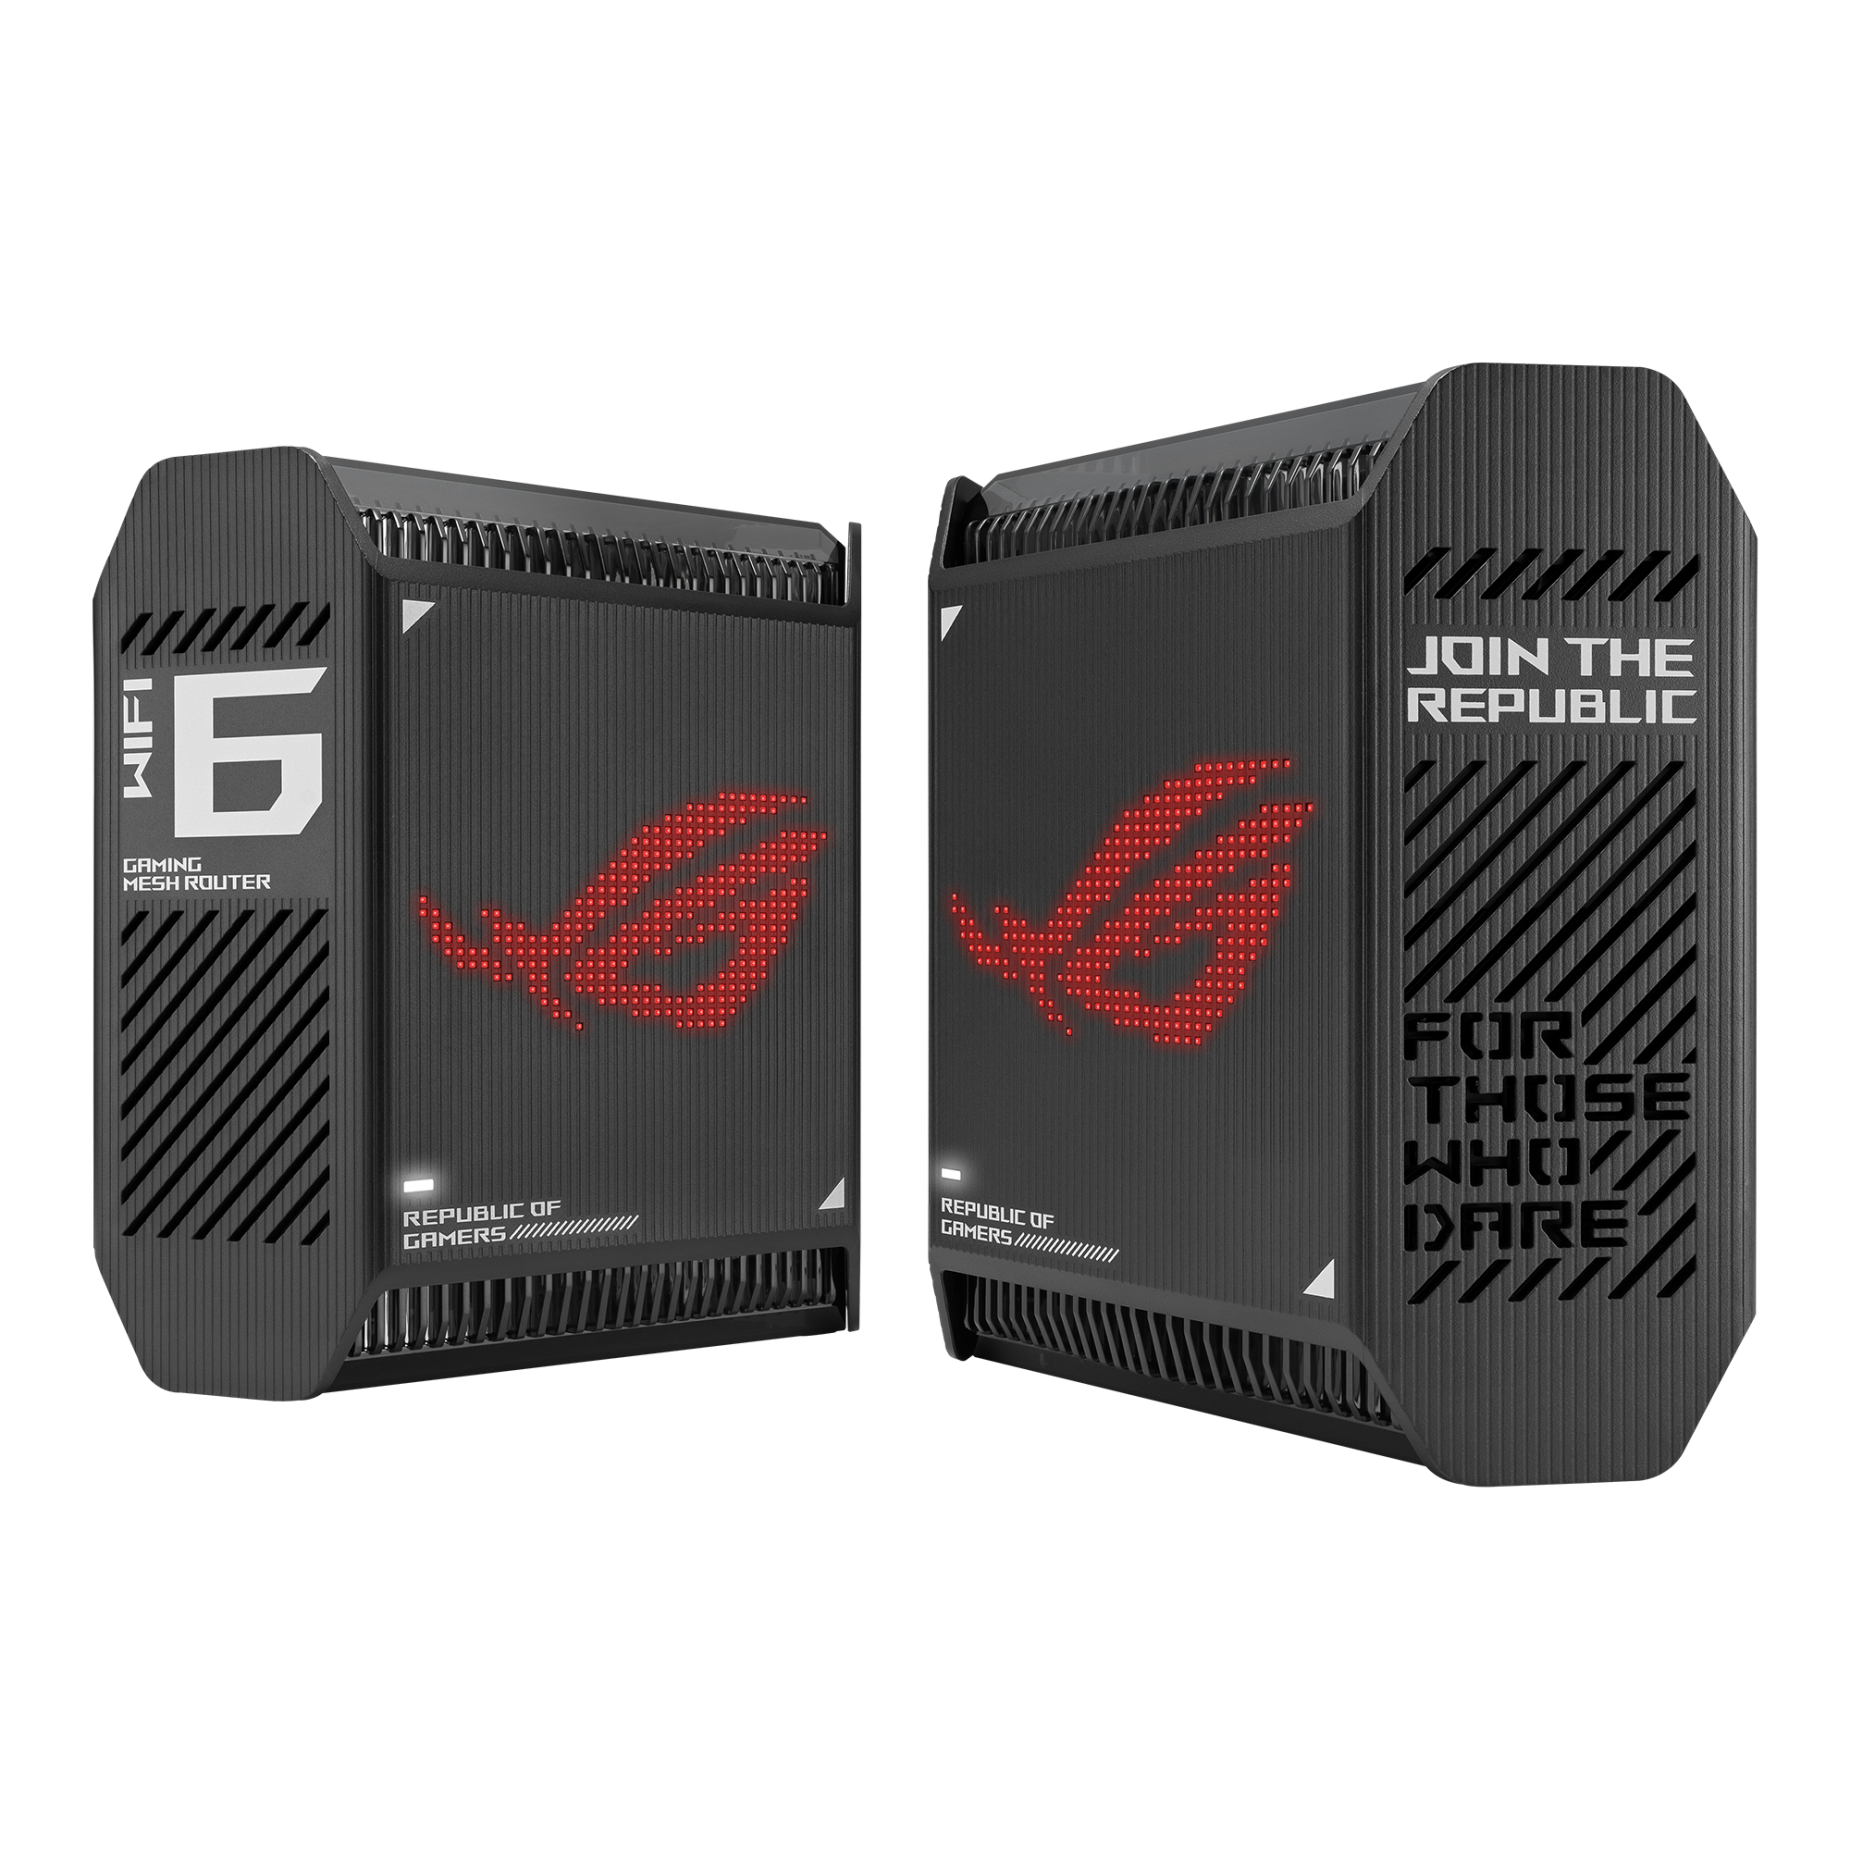 WIFI
6
GAMING
MESH ROUTER
REPUBLIC OF
GAMERS
REPUBLIC OF
GAMERS
JOIN THE
REPUBLIC
FOR
THOSE
WHO
DARE